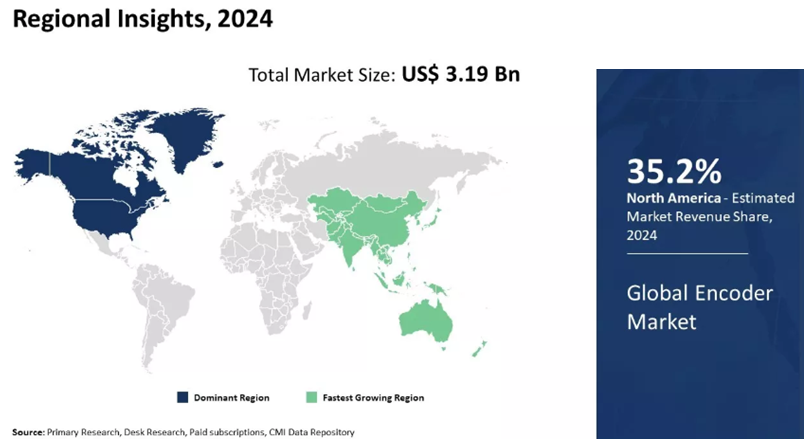 Regional Insights, 2024
Total Market Size: US$ 3.19 Bn
35.2%
North America - Estimated
Market Revenue Share,
2024
Global Encoder
Market
Dominant Region
Fastest Growing Region
Source: Primary Research, Desk Research, Paid subscriptions, CMI Data Repository